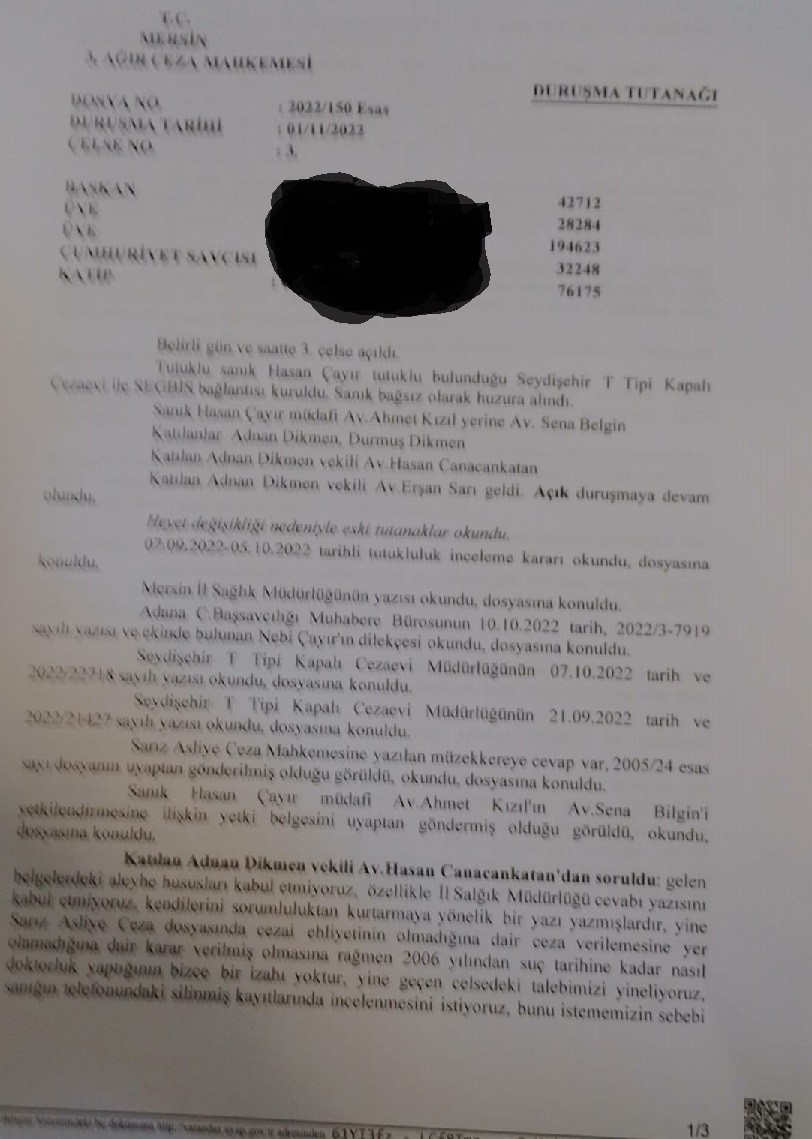 T.C.
MERSİN
3. AĞIR CEZA MAHKEMESİ
DURUŞMA TUTANAĞI
DOSYA NO : 2022/150 Esas
DURUŞMA TARİHİ : 01/11/2022
CELSE NO : 3.
BAŞKAN 42712
ÜYE 28284
ÜYE 194623
CUMHURİYET SAVCISI 32248
KATİP : 76175
Belirli gün ve saatte 3. celse açıldı.
Tutuklu sanık Hasan Çayır tutuklu bulunduğu Seydişehir T Tipi Kapalı
Cezaevi ile SEGBİS bağlantısı kuruldu. Sanık bağsız olarak huzura alındı.
Sanık Hasan Çayır müdafi Av.Ahmet Kızıl yerine Av. Sena Belgin
Katılanlar Adnan Dikmen, Durmuş Dikmen
Katılan Adnan Dikmen vekili Av.Hasan Canacankatan
Katılan Adnan Dikmen vekili Av.Erşan Sarı geldi. Açık duruşmaya devam
olundu.
Heyet değişikliği nedeniyle eski tutanaklar okundu.
07.09.2022-05.10.2022 tarihli tutukluluk inceleme kararı okundu, dosyasına
konuldu.
Mersin İl Sağlık Müdürlüğünün yazısı okundu, dosyasına konuldu.
Adana C.Başsavcılığı Muhabere Bürosunun 10.10.2022 tarih, 2022/3-7919
sayılı yazısı ve ekinde bulunan Nebi Çayır'ın dilekçesi okundu, dosyasına konuldu.
Seydişehir T Tipi Kapalı Cezaevi Müdürlüğünün 07.10.2022 tarih ve
2022/22718 sayılı yazısı okundu, dosyasına konuldu.
Seydişehir T Tipi Kapalı Cezaevi Müdürlüğünün 21.09.2022 tarih ve
2022/21427 sayılı yazısı okundu, dosyasına konuldu.
Sarız Asliye Ceza Mahkemesine yazılan müzekkereye cevap var, 2005/24 esas
sayı dosyanın uyaptan gönderilmiş olduğu görüldü, okundu, dosyasına konuldu.
Sanık Hasan Çayır müdafi Av.Ahmet Kızıl'ın Av.Sena Bilgin'i
yetkilendirmesine ilişkin yetki belgesini uyaptan göndermiş olduğu görüldü, okundu,
dosyasına konuldu.
Katılan Adnan Dikmen vekili Av.Hasan Canacankatan'dan soruldu: gelen
belgelerdeki aleyhe hususları kabul etmiyoruz, özellikle İl Salğık Müdürlüğü cevabı yazısını
kabul etmiyoruz, kendilerini sorumluluktan kurtarmaya yönelik bir yazı yazmışlardır, yine
Sarız Asliye Ceza dosyasında cezai ehliyetinin olmadığına dair ceza verilemesine yer
olamadığına dair karar verilmiş olmasına rağmen 2006 yılından suç tarihine kadar nasıl
doktorluk yaptığının bizce bir izahı yoktur, yine geçen celsedeki talebimizi yineliyoruz,
sanığın telefonundaki silinmiş kayıtlarında incelenmesini istiyoruz, bunu istememizin sebebi
1/3